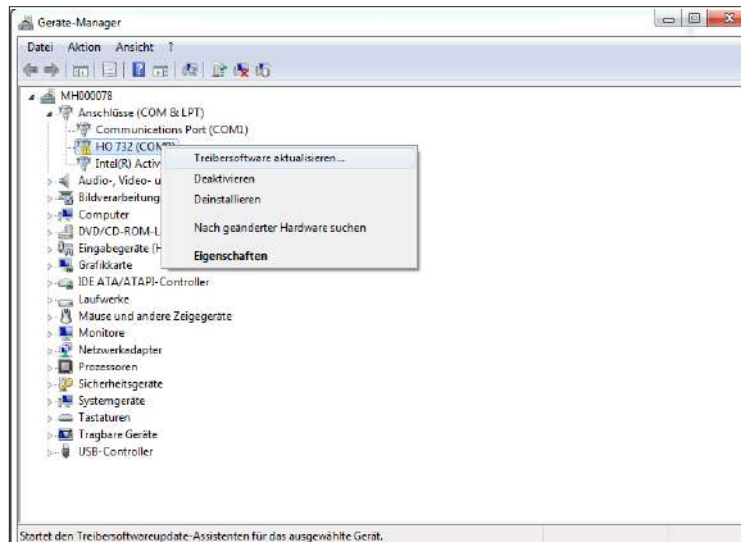 Geräte-Manager
Datei Aktion Ansicht ?
MH000078
Anschlüsse (COM & LPT)
Communications Port (COM1)
HO 732 (COM
Intel(R) Activ
Audio-, Video- u
Bildverarbeitung
Computer
DVD/CD-ROM-L
Eingabegeräte (H
Grafikkarte
IDE ATA/ATAPI-Controller
Laufwerke
Mäuse und andere Zeigegeräte
Monitore
Netzwerkadapter
Prozessoren
Sicherheitsgeräte
Systemgeräte
Tastaturen
Tragbare Geräte
USB-Controller
Treibersoftware aktualisieren...
Deaktivieren
Deinstallieren
Nach geänderter Hardware suchen
Eigenschaften
Startet den Treibersoftwareupdate-Assistenten für das ausgewählte Gerät.